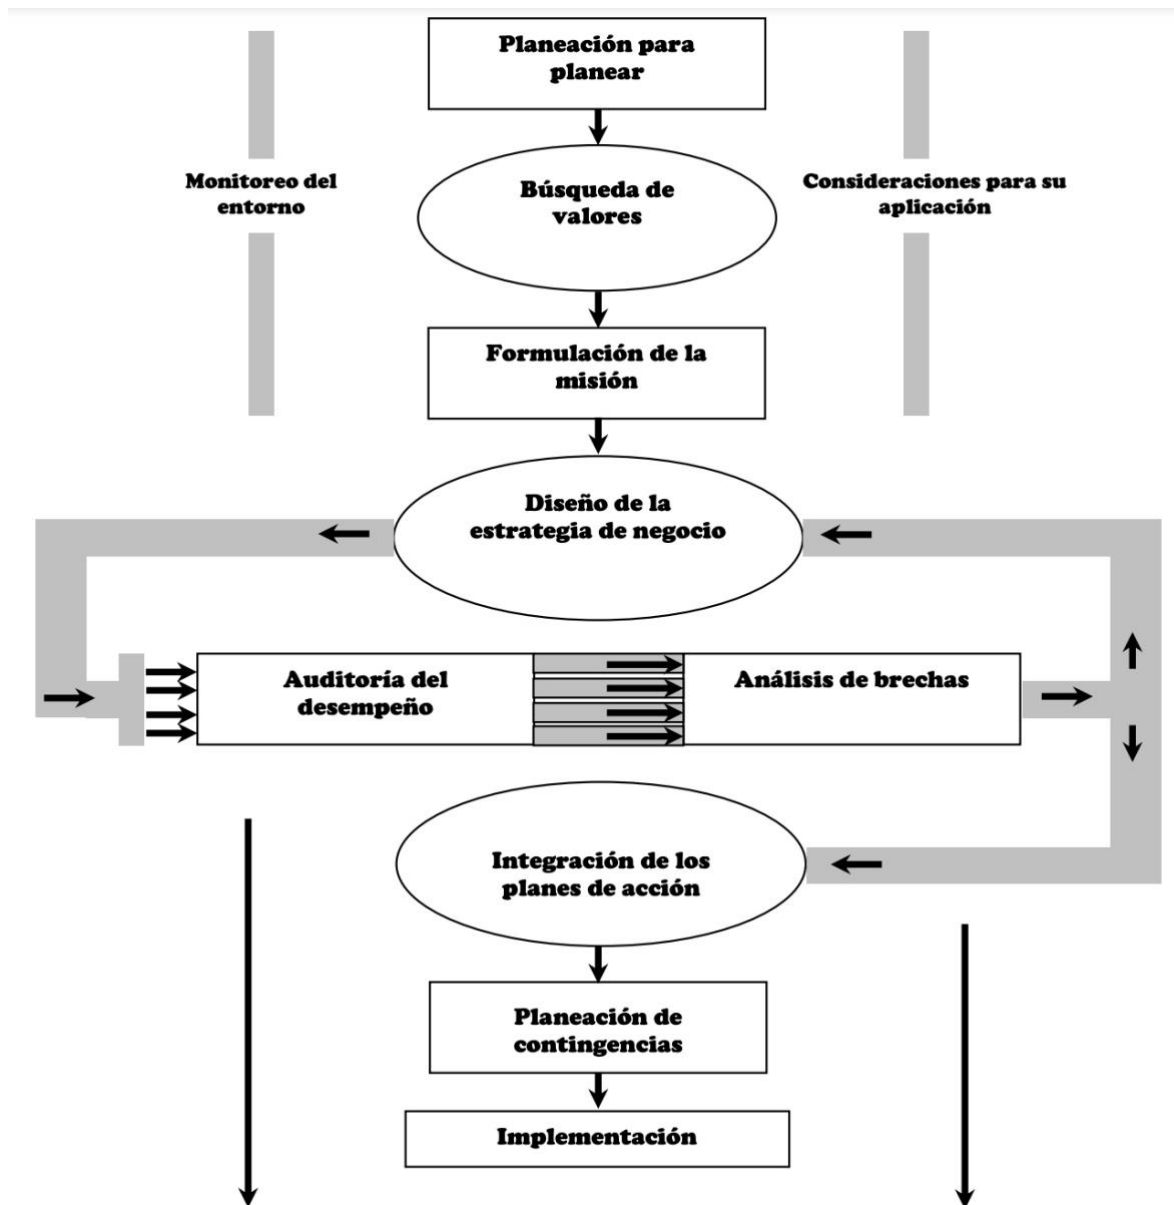 Planeación para
planear
Monitoreo del
entorno
Búsqueda de
valores
Consideraciones para su
aplicación
Formulación de la
misión
Diseño de la
estrategia de negocio
Auditoría del
desempeño
Análisis de brechas
Integración de los
planes de acción
Planeación de
contingencias
Implementación